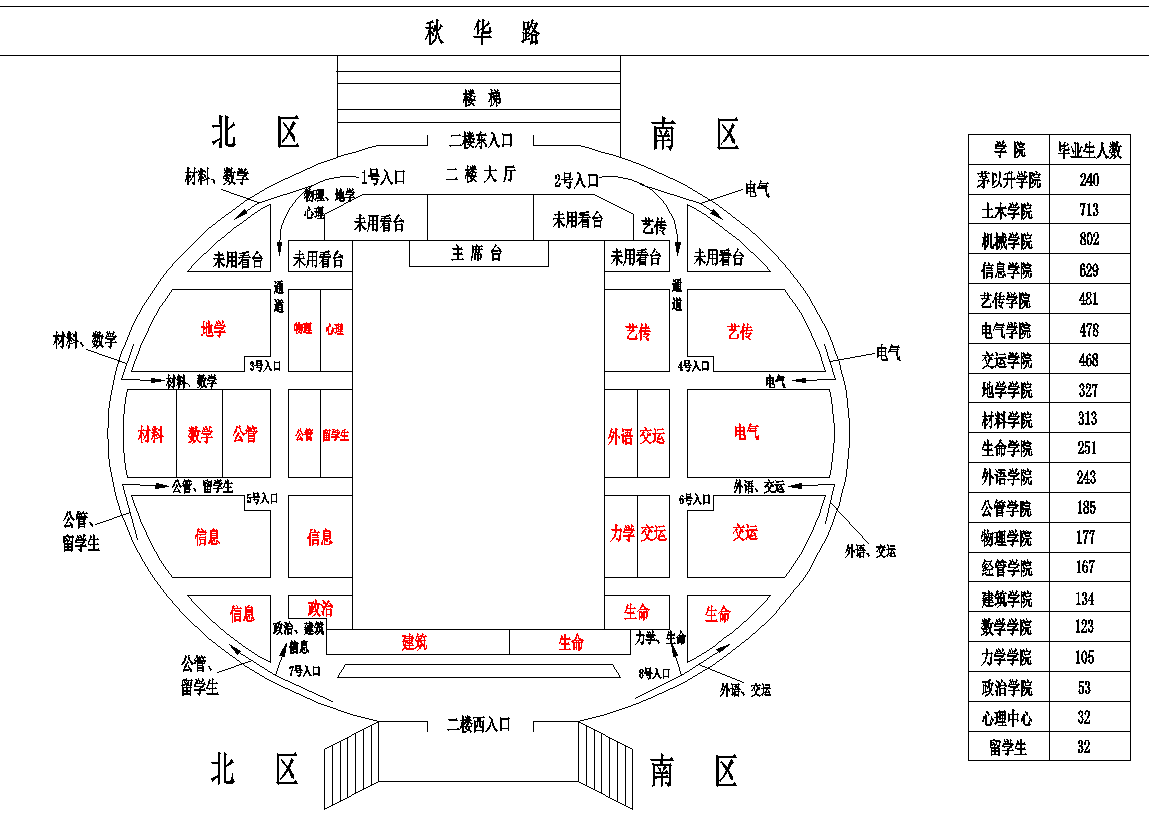 秋 华 路
楼 梯
北 区
南 区
二楼东入口
材料、数学
1号入口
二 楼 大 厅
2号入口
电气
物理、地学
心理
未用看台
未用看台
艺传
未用看台
未用看台
主 席 台
未用看台
未用看台
通道
通道
地学
物理
心理
艺传
艺传
材料、数学
3号入口
4号入口
电气
材料、数学
电气
材料
数学
公管
公管
留学生
外语
交运
电气
公管、留学生
外语、交运
5号入口
6号入口
公管、
留学生
信息
信息
力学
交运
交运
外语、交运
信息
政治
生命
生命
政治、建筑
信息
建筑
生命
力学、生命
公管、
留学生
7号入口
8号入口
外语、交运
二楼西入口
北 区
南 区
学 院 毕业生人数
茅以升学院 240
土木学院 713
机械学院 802
信息学院 629
艺传学院 481
电气学院 478
交运学院 468
地学学院 327
材料学院 313
生命学院 251
外语学院 243
公管学院 185
物理学院 177
经管学院 167
建筑学院 134
数学学院 123
力学学院 105
政治学院 53
心理中心 32
留学生 32